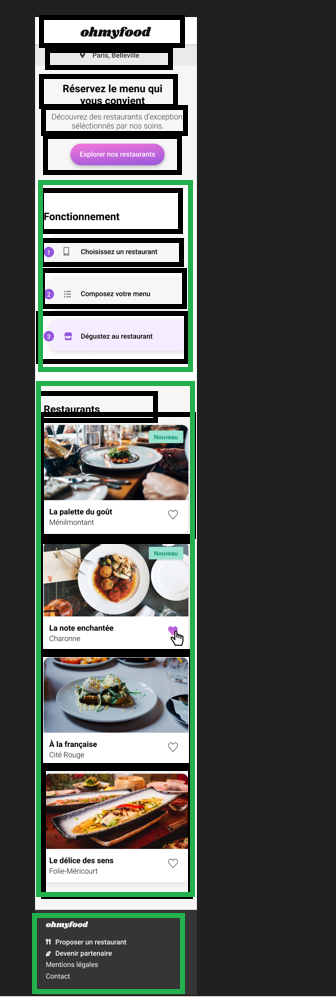 ohmyfood
Paris, Belleville
Réservez le menu qui
vous convient
Découvrez des restaurants d'exception
séléctionnés par nos soins.
Explorer nos restaurants
Fonctionnement
1 Choisissez un restaurant
2 Composez votre menu
3 Dégustez au restaurant
Restaurants
Nouveau
La palette du goût
Ménilmontant
Nouveau
La note enchantée
Charonne
À la française
Cité Rouge
Le délice des sens
Folie-Méricourt
ohmyfood
Proposer un restaurant
Devenir partenaire
Mentions légales
Contact